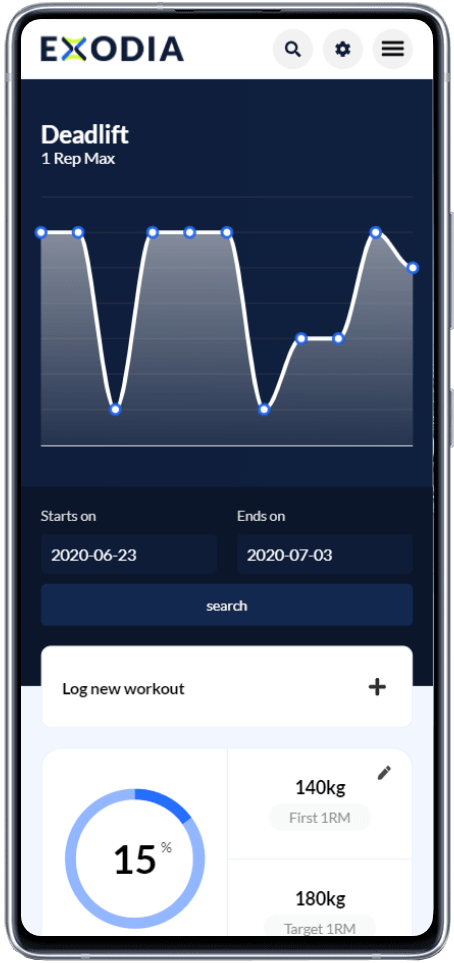 EXODIA
Deadlift
1 Rep Max
Starts on
Ends on
2020-06-23
2020-07-03
search
Log new workout
140kg
First 1RM
15 %
180kg
Target 1RM